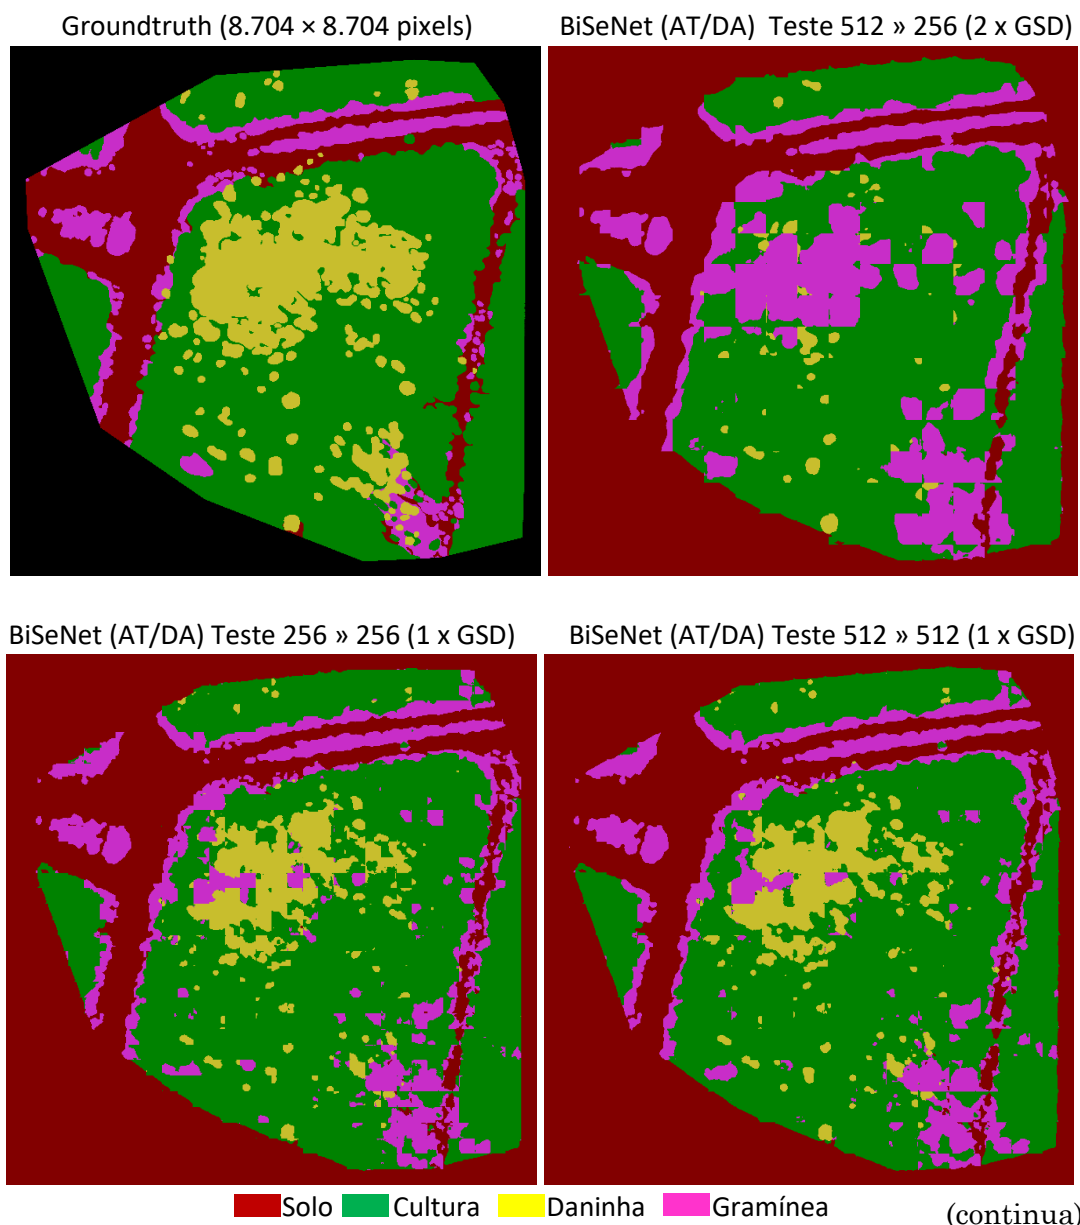 Groundtruth (8.704 × 8.704 pixels)
BiSeNet (AT/DA) Teste 512 » 256 (2 x GSD)
BiSeNet (AT/DA) Teste 256 » 256 (1 x GSD)
BiSeNet (AT/DA) Teste 512 » 512 (1 x GSD)
Solo Cultura Daninha Gramínea
(continua)